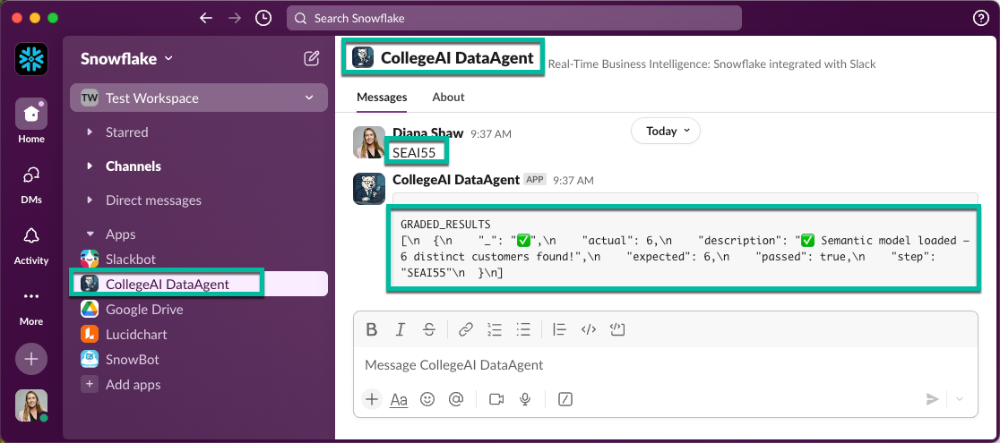 Search Snowflake
Snowflake
TW Test Workspace
Starred
Channels
Direct messages
Apps
Slackbot
CollegeAI DataAgent
Google Drive
Lucidchart
SnowBot
Add apps
Home
DMs
Activity
More
CollegeAI DataAgent Real-Time Business Intelligence: Snowflake integrated with Slack
Messages About
Today
Diana Shaw 9:37 AM
SEAI55
CollegeAI DataAgent APP 9:37 AM
GRADED_RESULTS
[\n  {\n    "_": "✅",\n    "actual": 6,\n    "description": "✅ Semantic model loaded –
6 distinct customers found!",\n    "expected": 6,\n    "passed": true,\n    "step":
"SEAI55"\n  }\n]
Message CollegeAI DataAgent
Aa